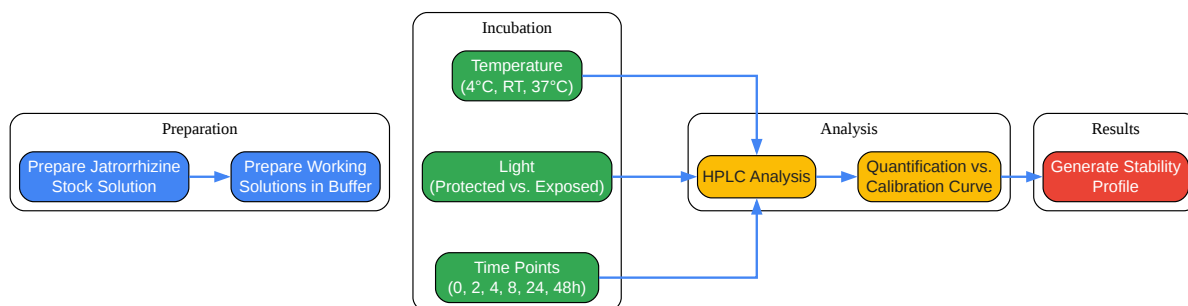 Preparation
Prepare Jatrorrhizine
Stock Solution
Prepare Working
Solutions in Buffer
Incubation
Temperature
(4°C, RT, 37°C)
Light
(Protected vs. Exposed)
Time Points
(0, 2, 4, 8, 24, 48h)
Analysis
HPLC Analysis
Quantification vs.
Calibration Curve
Results
Generate Stability
Profile